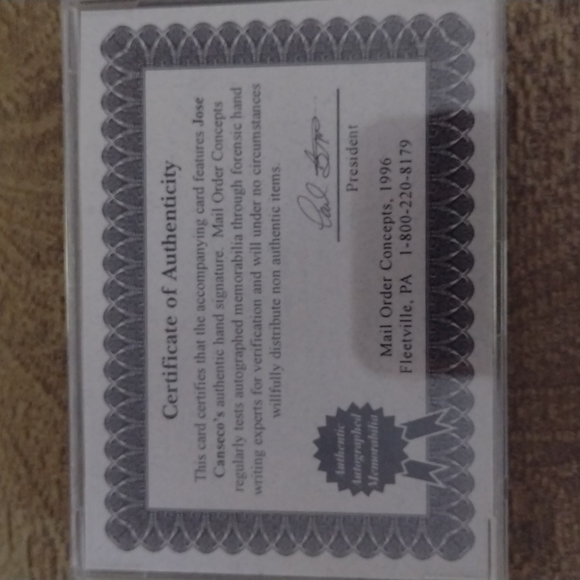 Certificate of Authenticity
This card certifies that the accompanying card features Jose
Canseco's authentic hand signature. Mail Order Concepts
regularly tests autographed memorabilia through forensic hand
writing experts for verification and will under no circumstances
willfully distribute non authentic items.
President
Authentic
Autographed
Memorabilia
Mail Order Concepts, 1996
Fleetville, PA 1-800-220-8179